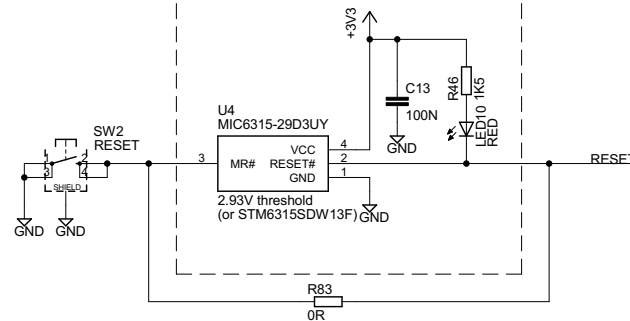 +3V3
C13
100N
GND
R46
1K5
LED10
RED
U4
MIC6315-29D3UY
VCC
4
3
MR#
RESET#
2
GND
1
2.93V threshold
(or STM6315SDW13F)
GND
SW2
RESET
1
2
3
4
SHIELD
GND
GND
RESET
R83
0R